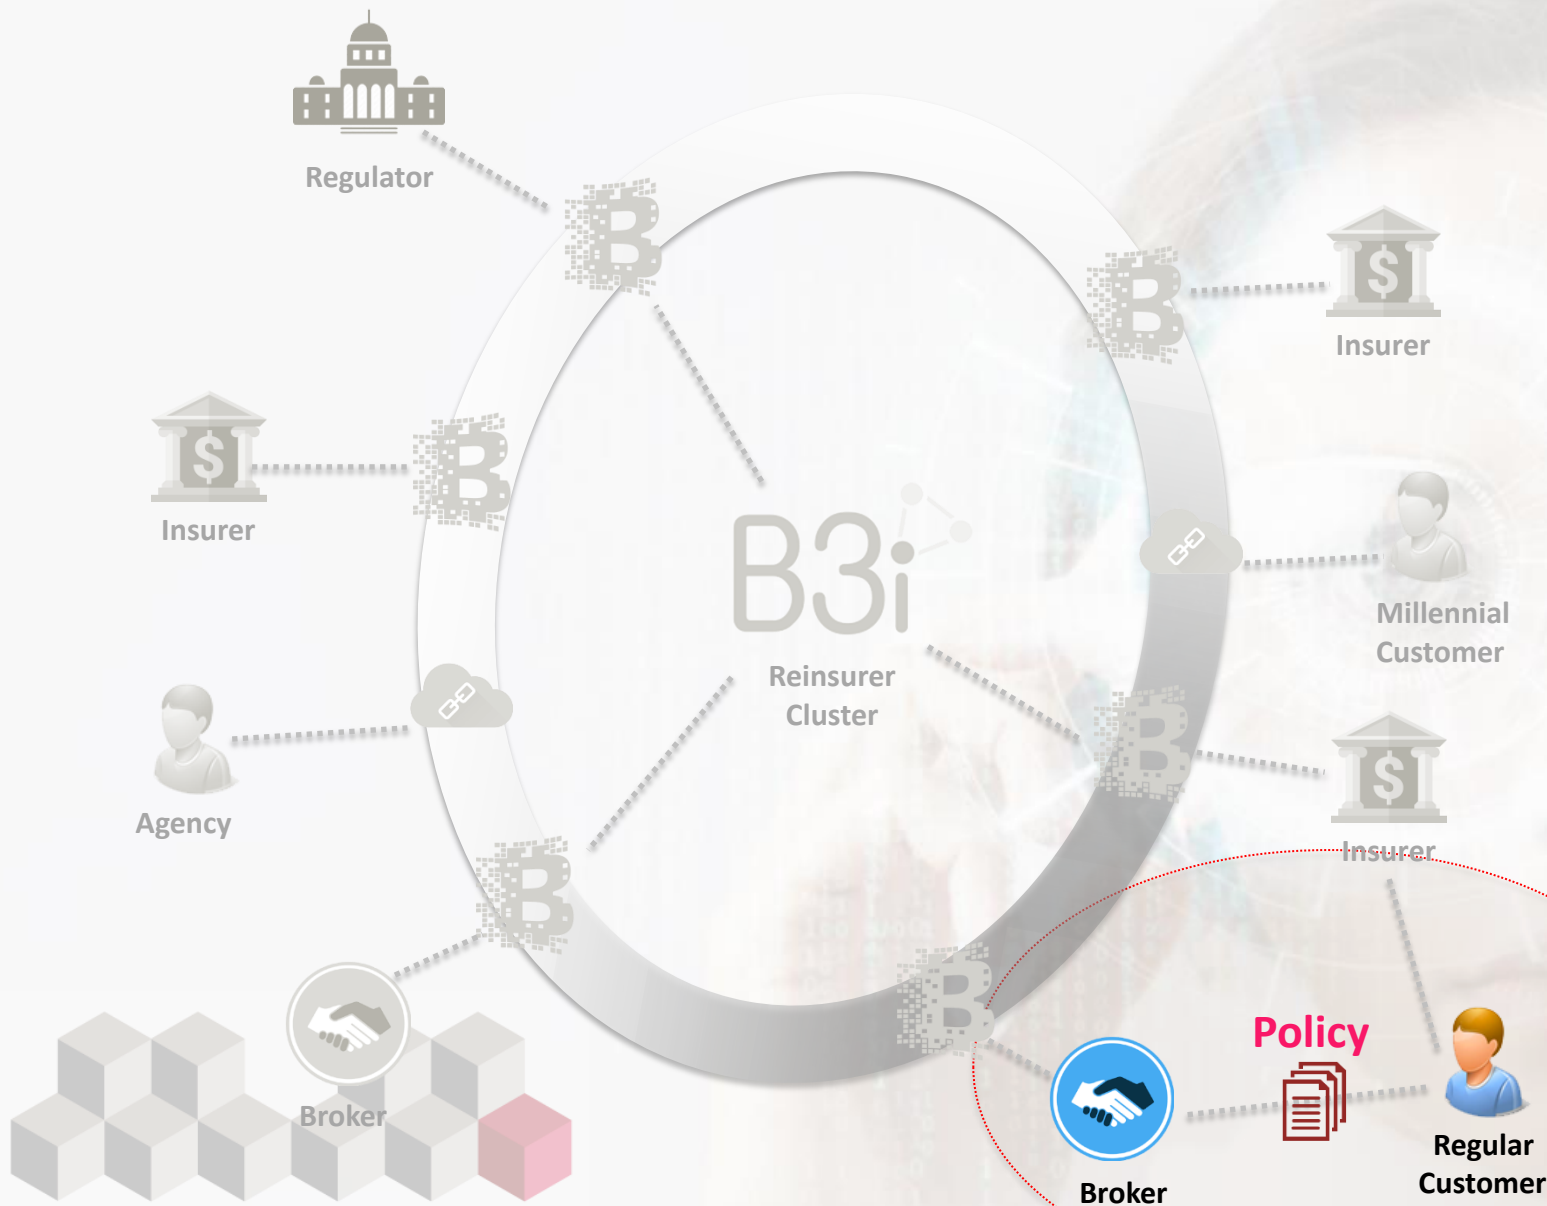 Regulator
Insurer
Insurer
B3i
Millennial
Customer
Reinsurer
Cluster
Agency
Insurer
Policy
Broker
Regular
Customer
Broker